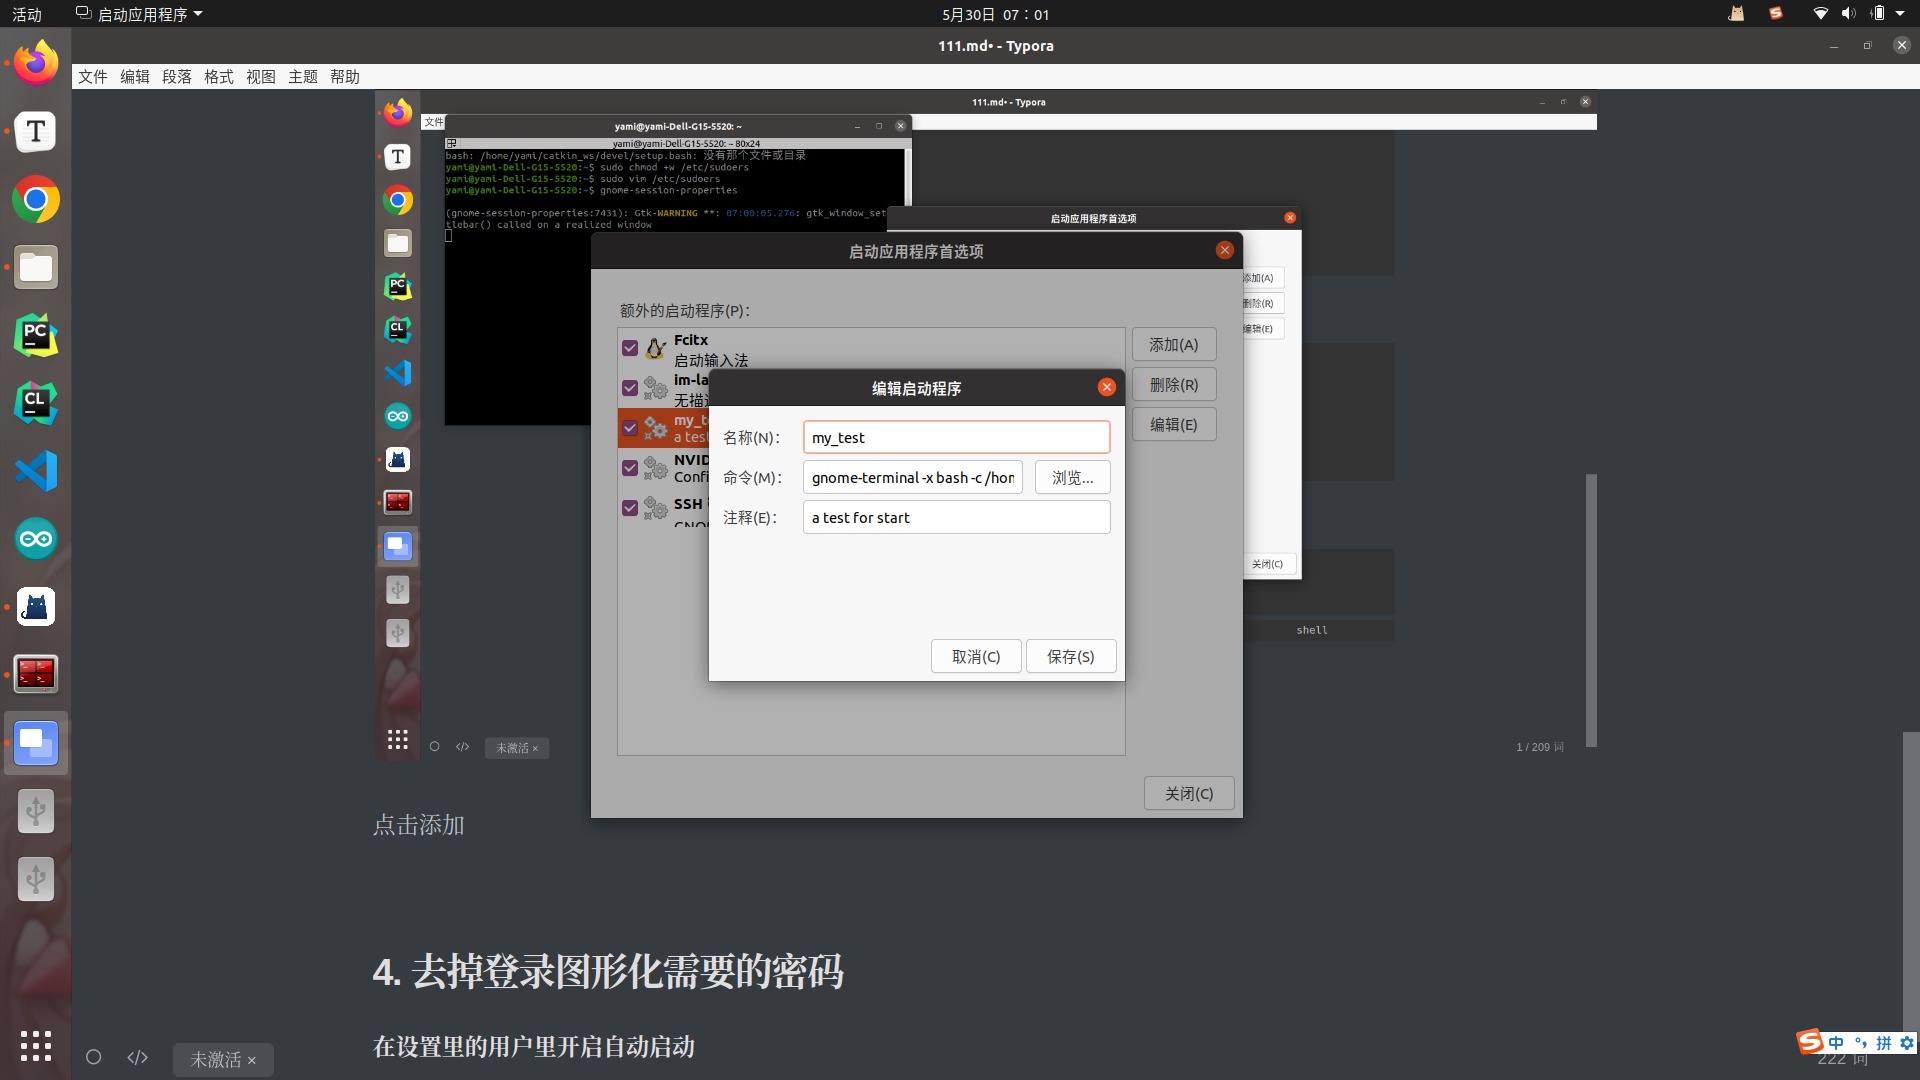 活动
启动应用程序
5月30日 07：01
111.md• - Typora
文件 编辑 段落 格式 视图 主题 帮助
111.md• - Typora
文件
yami@yami-Dell-G15-5520: ~
yami@yami-Dell-G15-5520: ~ 80x24
bash: /home/yami/catkin_ws/devel/setup.bash: 没有那个文件或目录
yami@yami-Dell-G15-5520:~$ sudo chmod +w /etc/sudoers
yami@yami-Dell-G15-5520:~$ sudo vim /etc/sudoers
yami@yami-Dell-G15-5520:~$ gnome-session-properties
(gnome-session-properties:7431): Gtk-WARNING **: 07:00:05.276: gtk_window_set
tlebar() called on a realized window
启动应用程序首选项
添加(A)
删除(R)
编辑(E)
关闭(C)
shell
启动应用程序首选项
额外的启动程序(P)：
Fcitx
启动输入法
im-la
无描述
my_te
a test
NVID
Confi
SSH
GNOM
添加(A)
删除(R)
编辑(E)
关闭(C)
编辑启动程序
名称(N)： my_test
命令(M)： gnome-terminal -x bash -c /hon 浏览...
注释(E)： a test for start
取消(C) 保存(S)
未激活 ×
1 / 209 词
点击添加
4. 去掉登录图形化需要的密码
在设置里的用户里开启自动启动
未激活 ×
中 拼
222 词
T
PC
CL
T
PC
CL